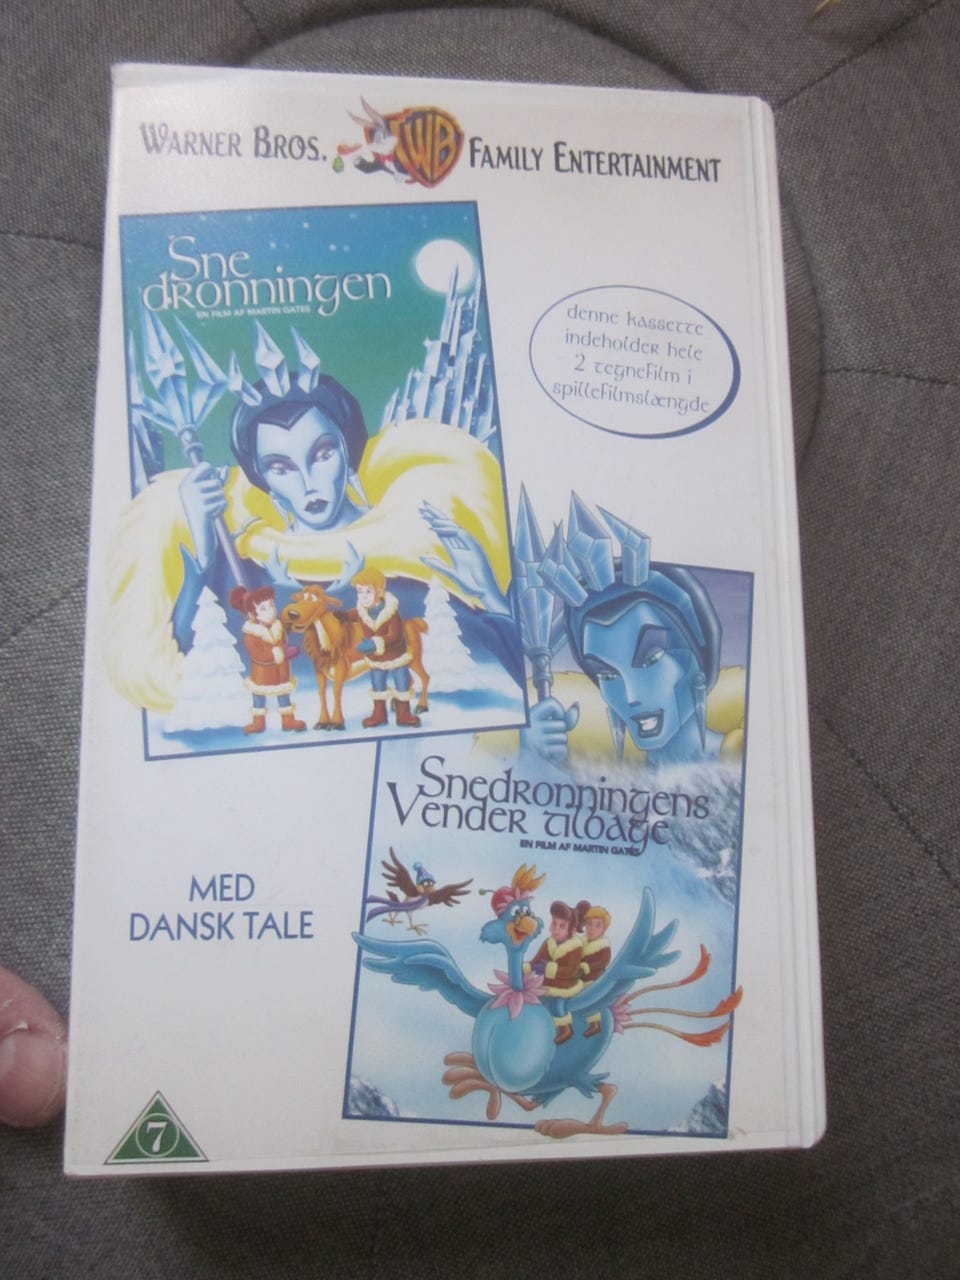 WARNER BROS. WB FAMILY ENTERTAINMENT
Sne
dronningen
EN FILM AF MARTIN GATES
denne kassette
indeholder hele
2 tegnefilm i
spillefilmslængde
Snedronningens
Vender tilbage
EN FILM AF MARTIN GATES
MED
DANSK TALE
7